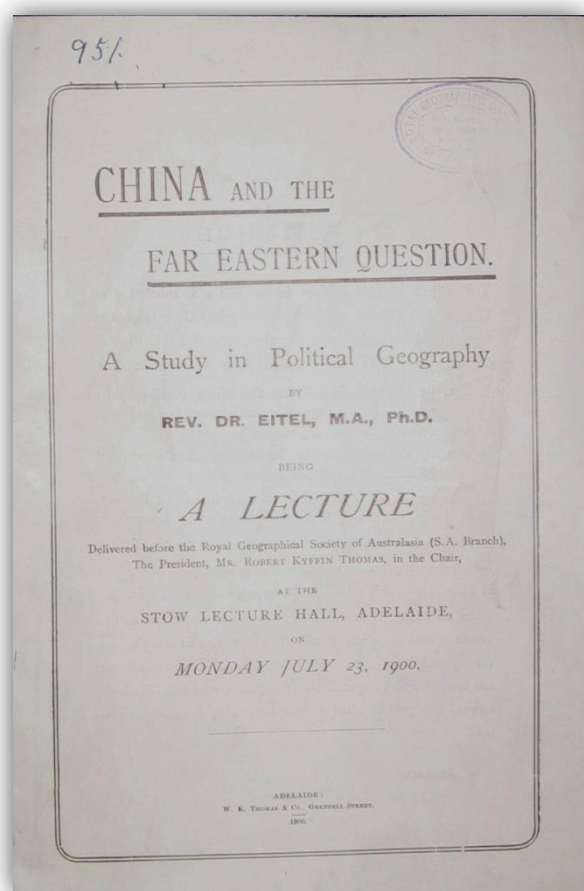 951.
CHINA AND THE
FAR EASTERN QUESTION.
A Study in Political Geography
BY
REV. DR. EITEL, M.A., Ph.D.
BEING
A LECTURE
Delivered before the Royal Geographical Society of Australasia (S.A. Branch),
The President, MR. ROBERT KYFFIN THOMAS, in the Chair,
AT THE
STOW LECTURE HALL, ADELAIDE,
ON
MONDAY JULY 23, 1900.
ADELAIDE:
W. K. THOMAS & CO., GRENFELL STREET.
1900.